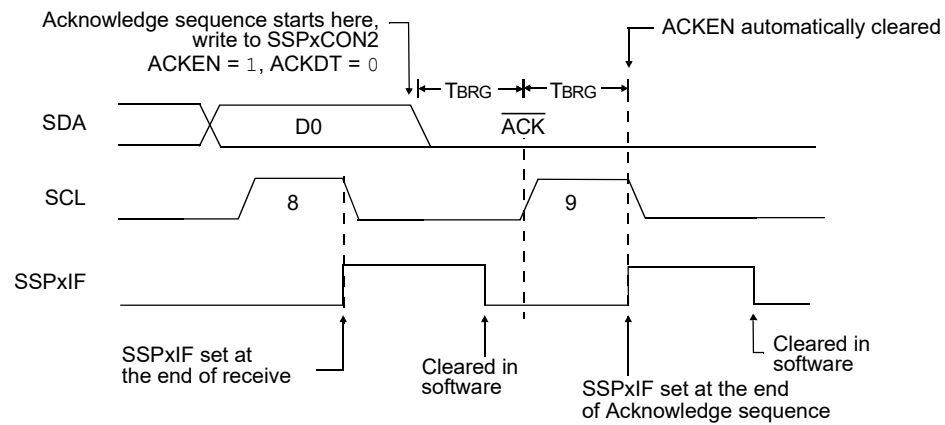 Acknowledge sequence starts here,
write to SSPxCON2
ACKEN = 1, ACKDT = 0
ACKEN automatically cleared
TBRG
TBRG
SDA
D0
ACK
SCL
8
9
SSPxIF
SSPxIF set at
the end of receive
Cleared in
software
SSPxIF set at the end
of Acknowledge sequence
Cleared in
software